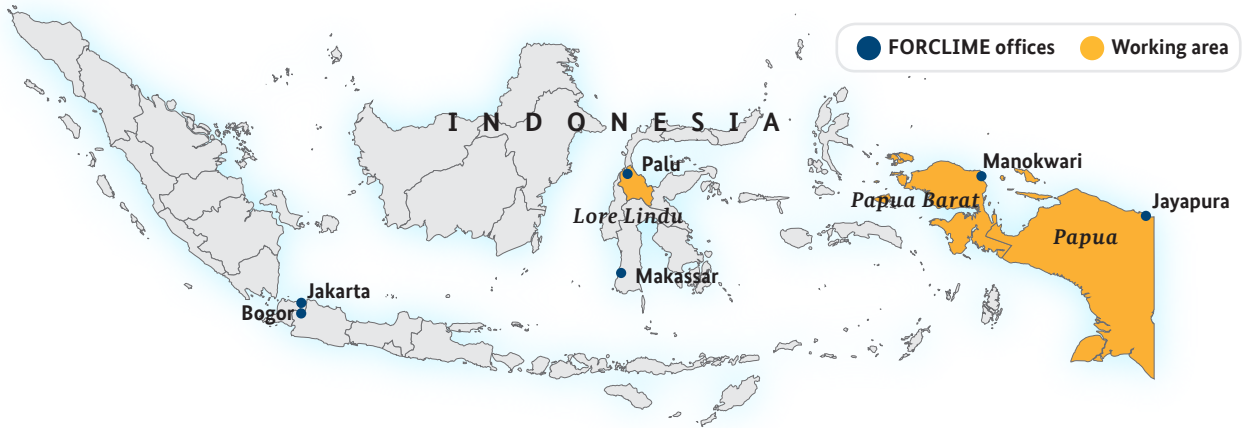 FORCLIME offices
Working area
INDONESIA
Palu
Manokwari
Lore Lindu
Papua Barat
Jayapura
Papua
Makassar
Jakarta
Bogor